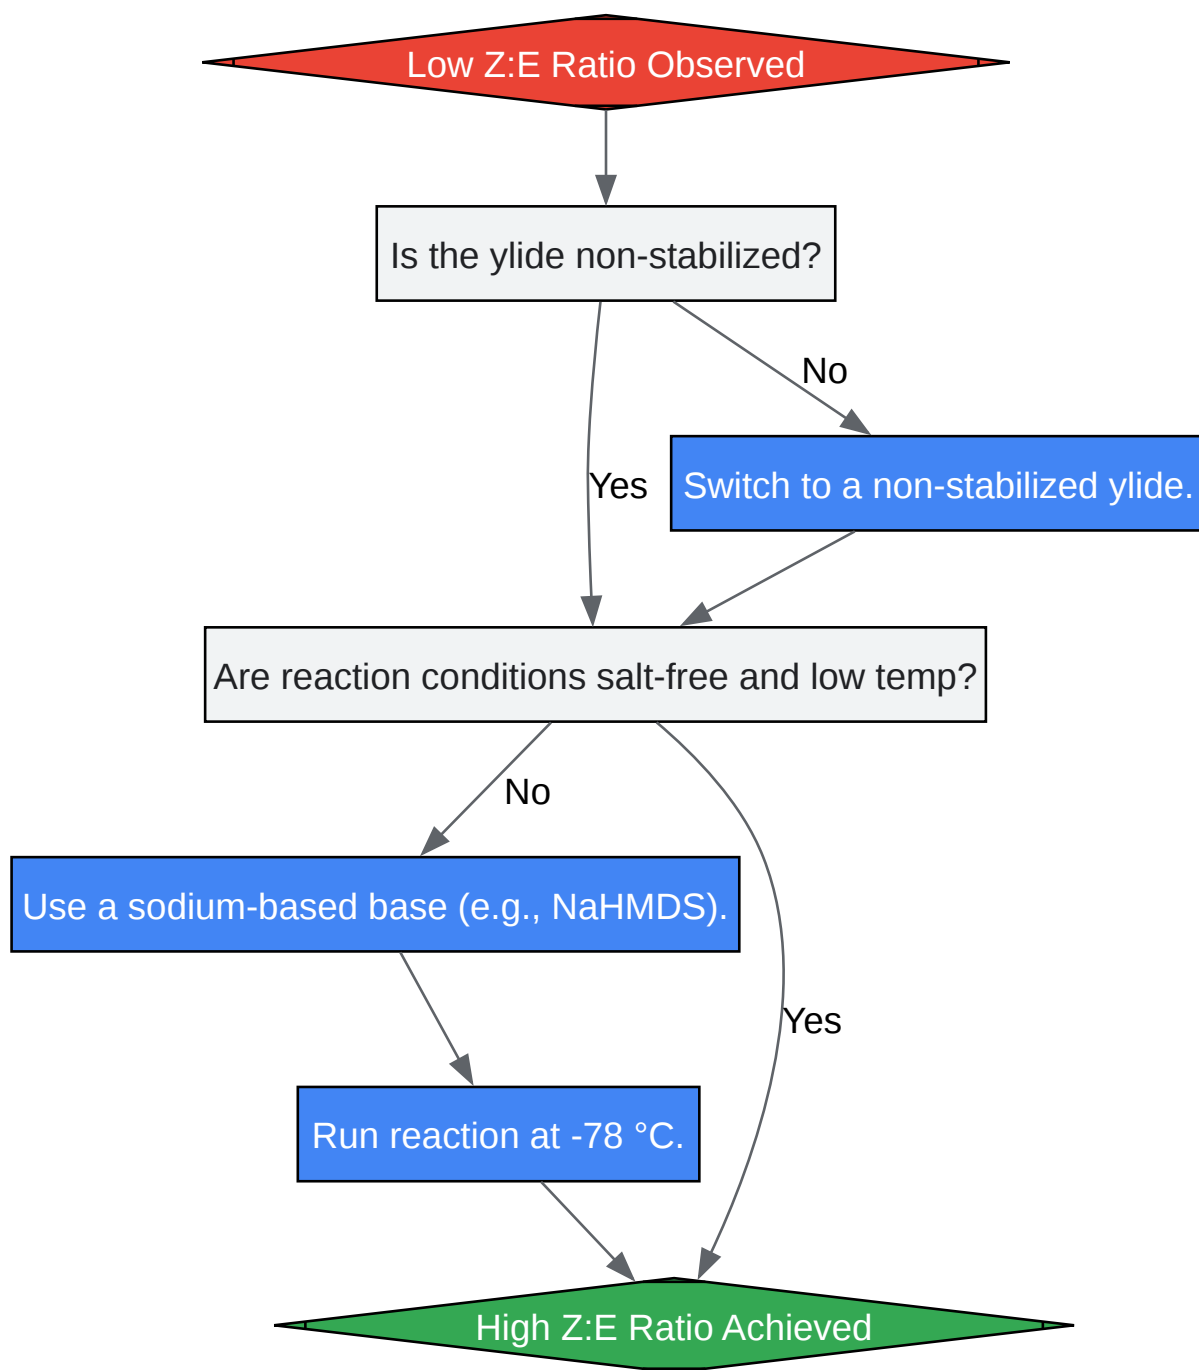 Low Z:E Ratio Observed
Is the ylide non-stabilized?
No
Yes
Switch to a non-stabilized ylide.
Are reaction conditions salt-free and low temp?
No
Use a sodium-based base (e.g., NaHMDS).
Yes
Run reaction at -78 °C.
High Z:E Ratio Achieved